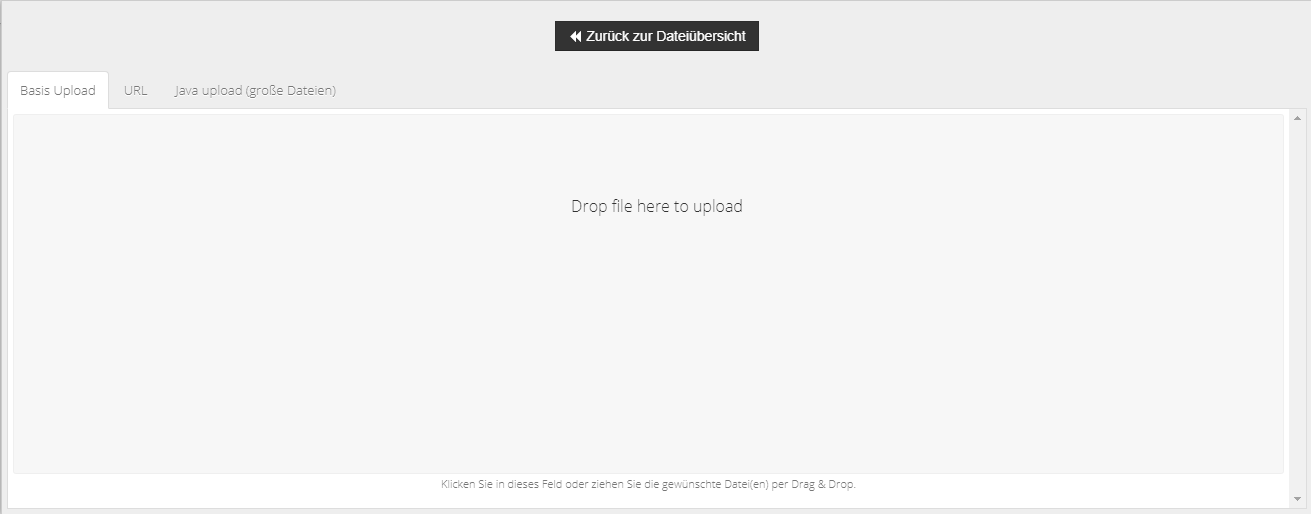 Zurück zur Dateiübersicht
Basis Upload
URL
Java upload (große Dateien)
Drop file here to upload
Klicken Sie in dieses Feld oder ziehen Sie die gewünschte Datei(en) per Drag & Drop.